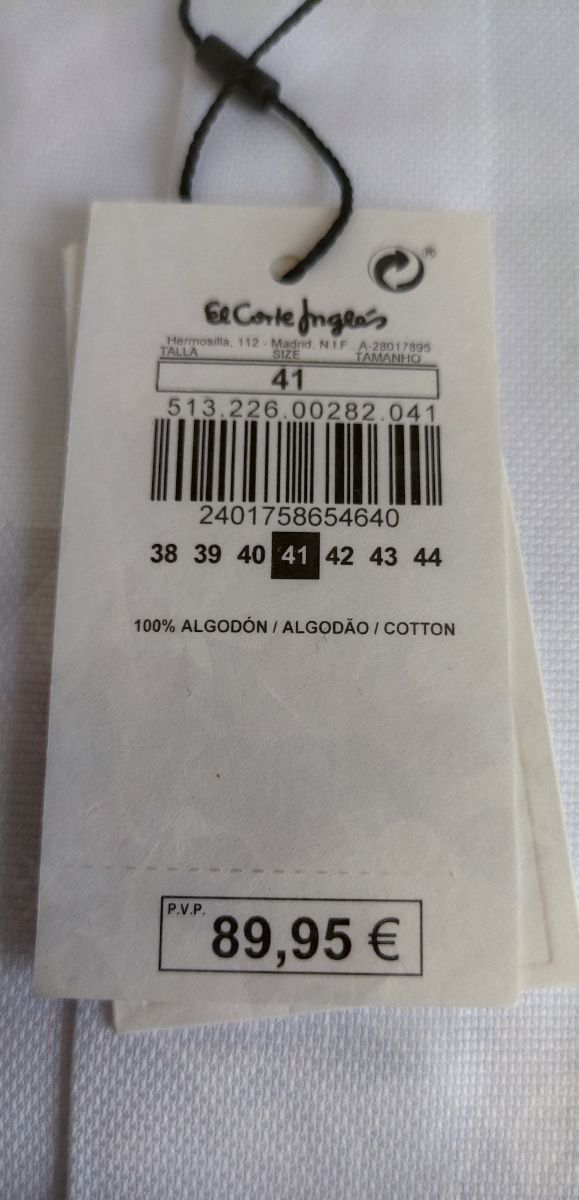 ®
El Corte Inglés
Hermosilla, 112 - Madrid. N.I.F. A-28017895
TALLA SIZE TAMANHO
41
513.226.00282.041
2401758654640
38 39 40 41 42 43 44
100% ALGODÓN / ALGODÃO / COTTON
P.V.P.
89,95 €